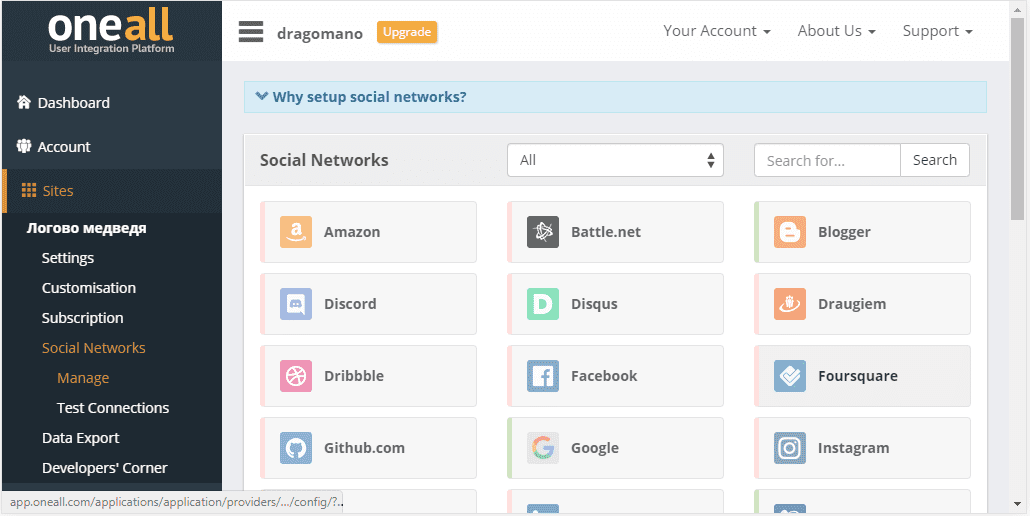 oneall
User Integration Platform
dragomano
Upgrade
Your Account
About Us
Support
Dashboard
Account
Sites
Логово медведя
Settings
Customisation
Subscription
Social Networks
Manage
Test Connections
Data Export
Developers' Corner
Why setup social networks?
Social Networks
All
Search for...
Search
Amazon
Battle.net
Blogger
Discord
Disqus
Draugiem
Dribbble
Facebook
Foursquare
Github.com
Google
Instagram
app.oneall.com/applications/application/providers/.../config/?..